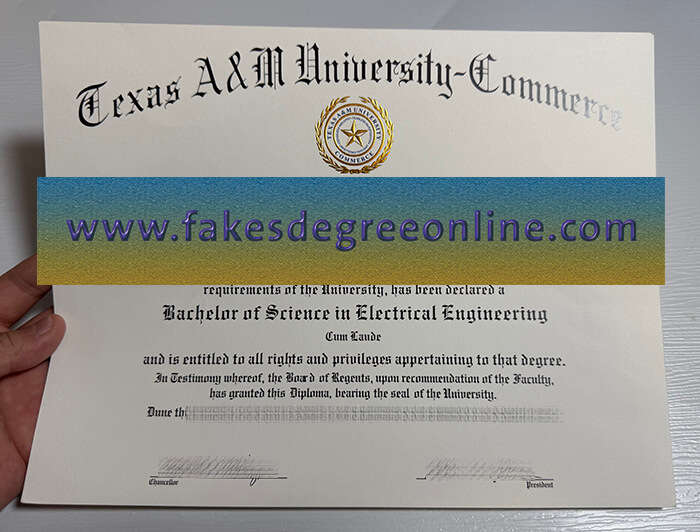 Texas A&M University-Commerce
TEXAS A&M UNIVERSITY
COMMERCE
www.fakesdegreeonline.com
requirements of the University, has been declared a
Bachelor of Science in Electrical Engineering
Cum Laude
and is entitled to all rights and privileges appertaining to that degree.
In Testimony whereof, the Board of Regents, upon recommendation of the Faculty,
has granted this Diploma, bearing the seal of the University.
Dune th
Chancellor
President